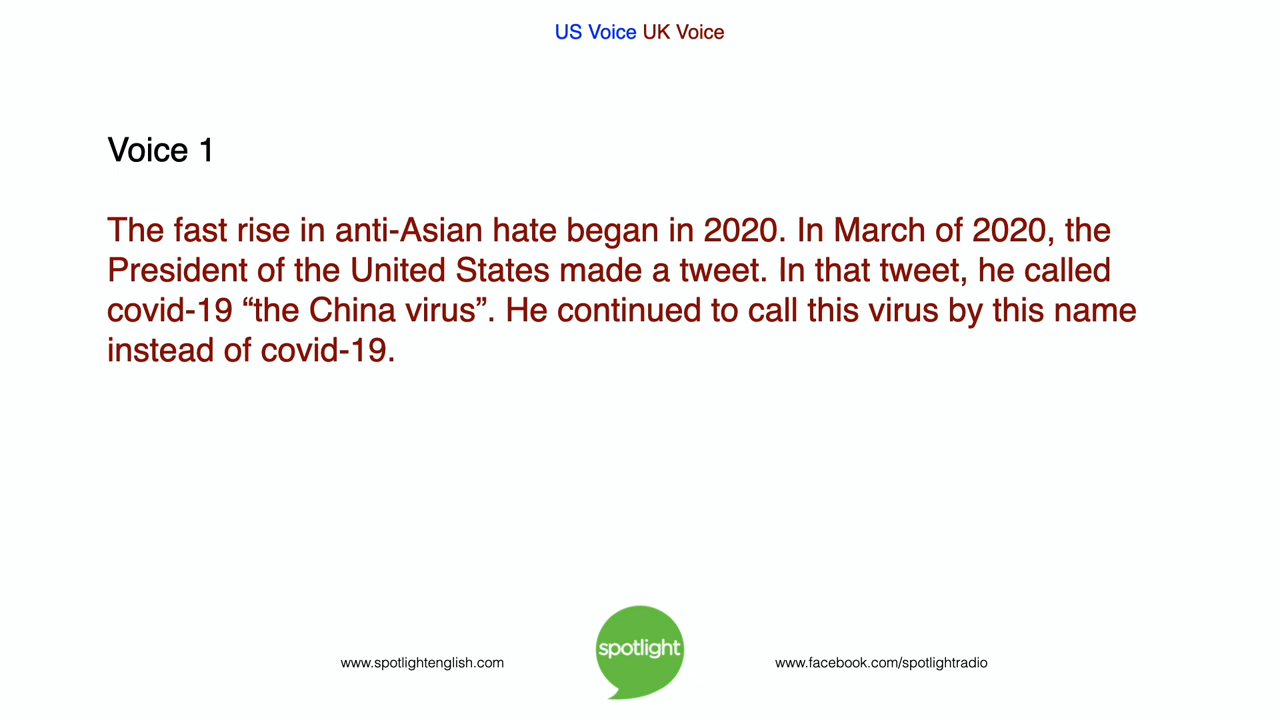 US Voice UK Voice
Voice 1
The fast rise in anti-Asian hate began in 2020. In March of 2020, the
President of the United States made a tweet. In that tweet, he called
covid-19 “the China virus”. He continued to call this virus by this name
instead of covid-19.
www.spotlightenglish.com
spotlight
www.facebook.com/spotlightradio